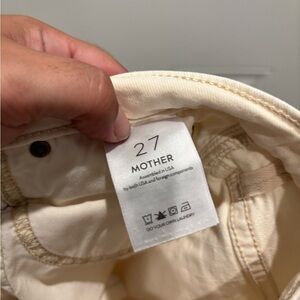 27
MOTHER
Assembled in USA
by both USA and foreign components
DO YOUR OWN LAUNDRY